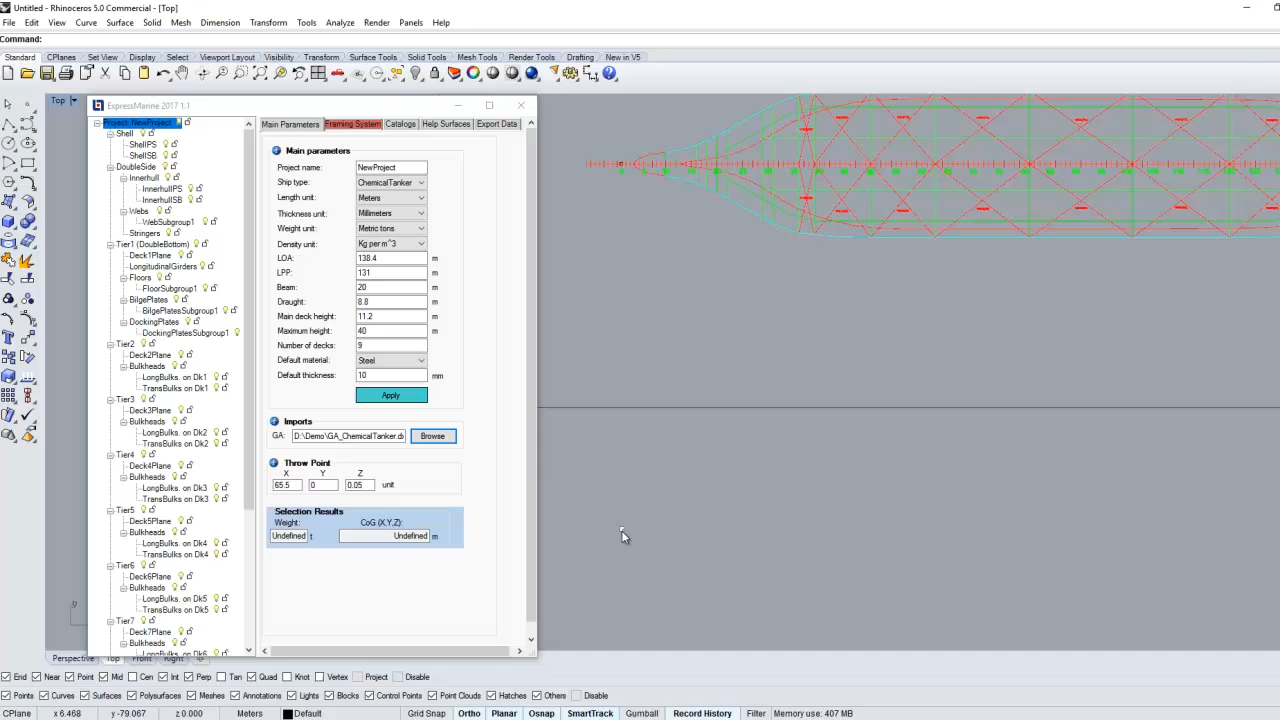 Untitled - Rhinoceros 5.0 Commercial - [Top]
File Edit View Curve Surface Solid Mesh Dimension Transform Tools Analyze Render Panels Help
Command:
Standard CPlanes Set View Display Select Viewport Layout Visibility Transform Surface Tools Solid Tools Mesh Tools Render Tools Drafting New in V5
Top
ExpressMarine 2017 1.1
Project: NewProject
Shell
ShellPS
ShellSB
DoubleSide
Innerhull
InnerhullPS
InnerhullSB
Webs
WebSubgroup1
Stringers
Tier1 (DoubleBottom)
Deck1Plane
LongitudinalGirders
Floors
FloorSubgroup1
BilgePlates
BilgePlatesSubgroup1
DockingPlates
DockingPlatesSubgroup1
Tier2
Deck2Plane
Bulkheads
LongBulks. on Dk1
TransBulks on Dk1
Tier3
Deck3Plane
Bulkheads
LongBulks. on Dk2
TransBulks on Dk2
Tier4
Deck4Plane
Bulkheads
LongBulks. on Dk3
TransBulks on Dk3
Tier5
Deck5Plane
Bulkheads
LongBulks. on Dk4
TransBulks on Dk4
Tier6
Deck6Plane
Bulkheads
LongBulks. on Dk5
TransBulks on Dk5
Tier7
Deck7Plane
Bulkheads
LongBulks. on Dk6
Main Parameters Framing System Catalogs Help Surfaces Export Data
Main parameters
Project name: NewProject
Ship type: ChemicalTanker
Length unit: Meters
Thickness unit: Millimeters
Weight unit: Metric tons
Density unit: Kg per m^3
LOA: 138.4 m
LPP: 131 m
Beam: 20 m
Draught: 8.8 m
Main deck height: 11.2 m
Maximum height: 40 m
Number of decks: 9
Default material: Steel
Default thickness: 10 mm
Apply
Imports
GA: D:\Demo\GA_ChemicalTanker.dx Browse
Throw Point
X Y Z
65.5 0 0.05 unit
Selection Results
Weight: CoG (X,Y,Z):
Undefined t Undefined m
Perspective Top Front Right
End Near Point Mid Cen Int Perp Tan Quad Knot Vertex Project Disable
Points Curves Surfaces Polysurfaces Meshes Annotations Lights Blocks Control Points Point Clouds Hatches Others Disable
CPlane x 6.468 y -79.067 z 0.000 Meters Default Grid Snap Ortho Planar Osnap SmartTrack Gumball Record History Filter Memory use: 407 MB